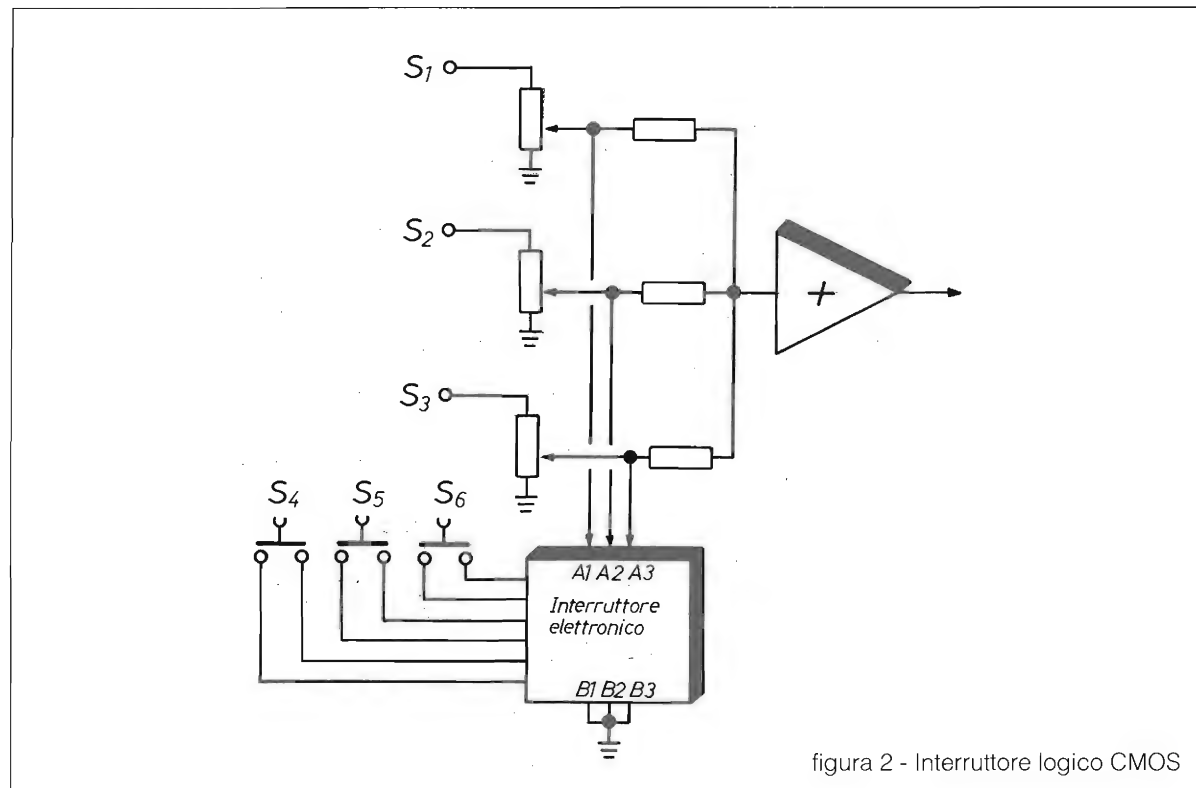 S1
S2
S3
S4 S5 S6
A1 A2 A3
Interruttore
elettronico
B1 B2 B3
+
figura 2 - Interruttore logico CMOS